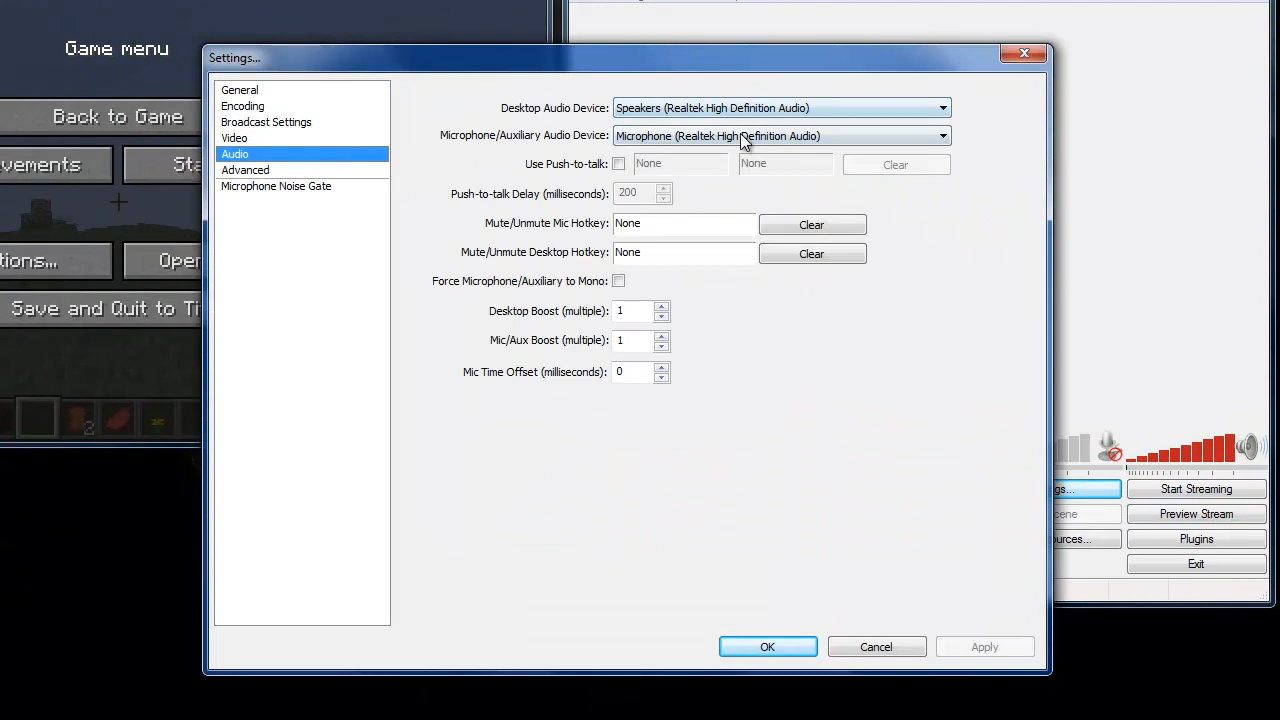 Game menu
Back to Game
vements
Sta
tions...
Open
Save and Quit to Ti
2
Settings...
General
Encoding
Broadcast Settings
Video
Audio
Advanced
Microphone Noise Gate
Desktop Audio Device: Speakers (Realtek High Definition Audio)
Microphone/Auxiliary Audio Device: Microphone (Realtek High Definition Audio)
Use Push-to-talk: None None Clear
Push-to-talk Delay (milliseconds): 200
Mute/Unmute Mic Hotkey: None Clear
Mute/Unmute Desktop Hotkey: None Clear
Force Microphone/Auxiliary to Mono:
Desktop Boost (multiple): 1
Mic/Aux Boost (multiple): 1
Mic Time Offset (milliseconds): 0
OK Cancel Apply
gs... Start Streaming
cene Preview Stream
ources... Plugins
Exit